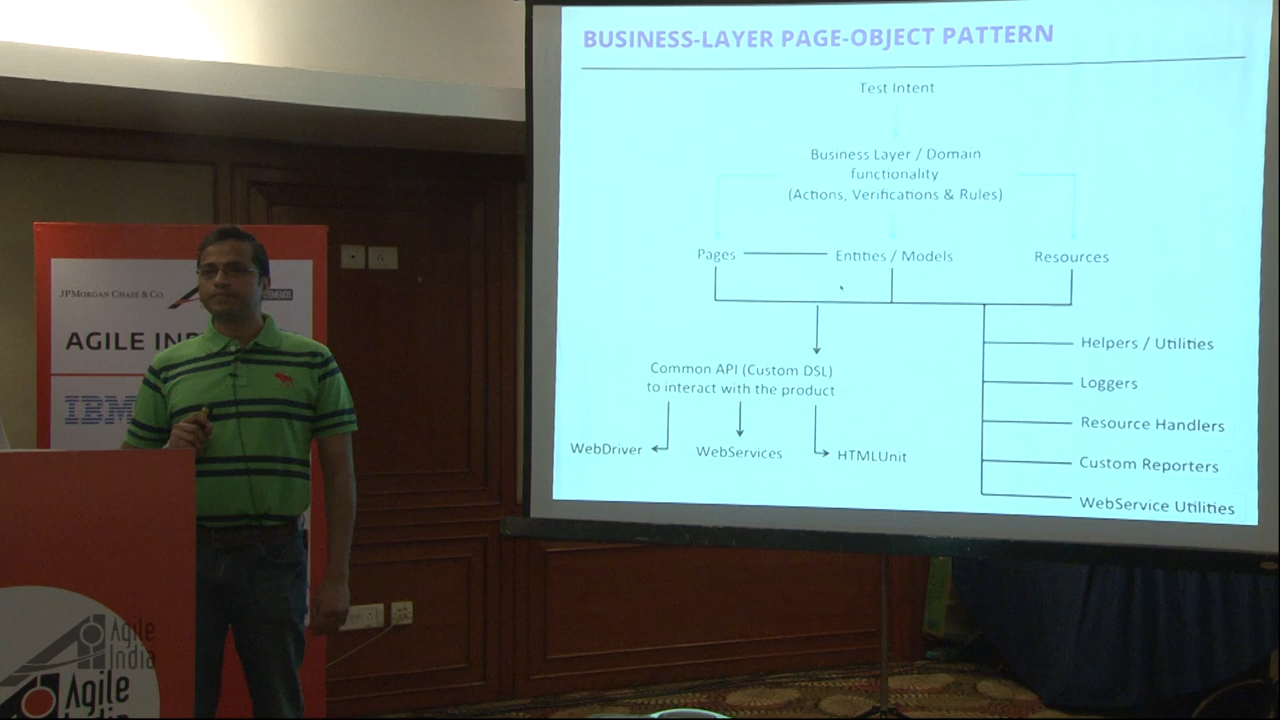 BUSINESS-LAYER PAGE-OBJECT PATTERN
Test Intent
Business Layer / Domain
functionality
(Actions, Verifications & Rules)
Pages
Entities / Models
Resources
Common API (Custom DSL)
to interact with the product
WebDriver
WebServices
HTMLUnit
Helpers / Utilities
Loggers
Resource Handlers
Custom Reporters
WebService Utilities
JPMORGAN CHASE & CO.
AGILE
IBM
Agile
India
Agile